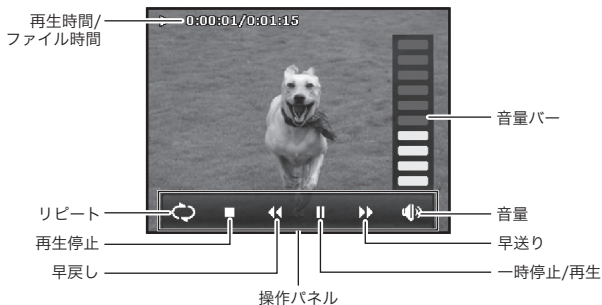 再生時間/
ファイル時間
0:00:01/0:01:15
音量バー
リピート
音量
再生停止
早送り
早戻し
一時停止/再生
操作パネル